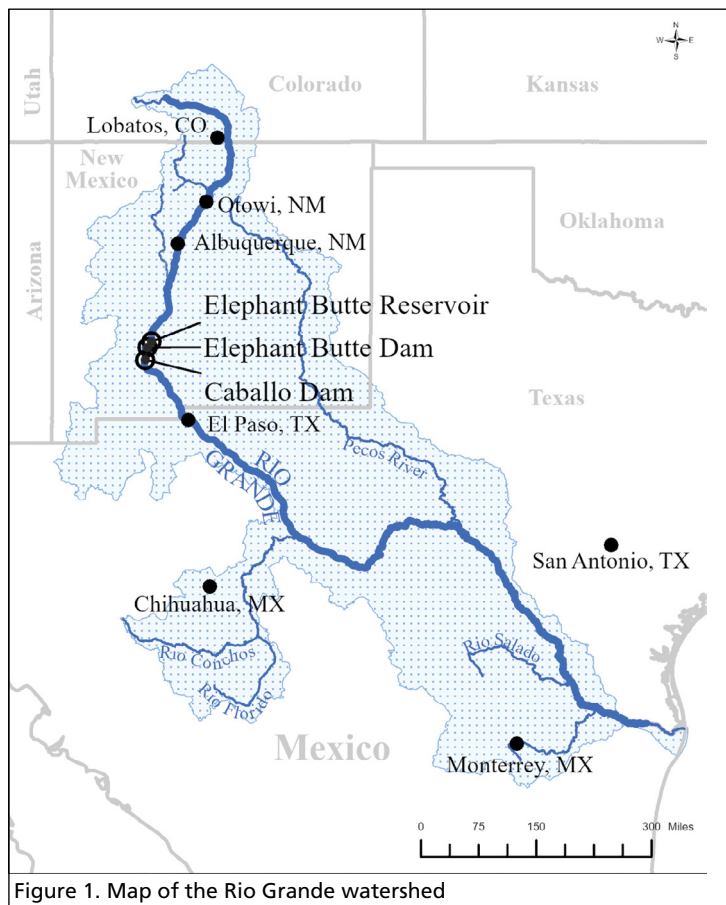 N
W E
S
Utah
Colorado
Kansas
Lobatos, CO
New
Mexico
Otowi, NM
Oklahoma
Albuquerque, NM
Arizona
Elephant Butte Reservoir
Elephant Butte Dam
Caballo Dam
Texas
El Paso, TX
RIO
GRANDE
Pecos River
San Antonio, TX
Chihuahua, MX
Rio Conchos
Rio Florido
Rio Salado
Mexico
Monterrey, MX
0 75 150 300 Miles
Figure 1. Map of the Rio Grande watershed